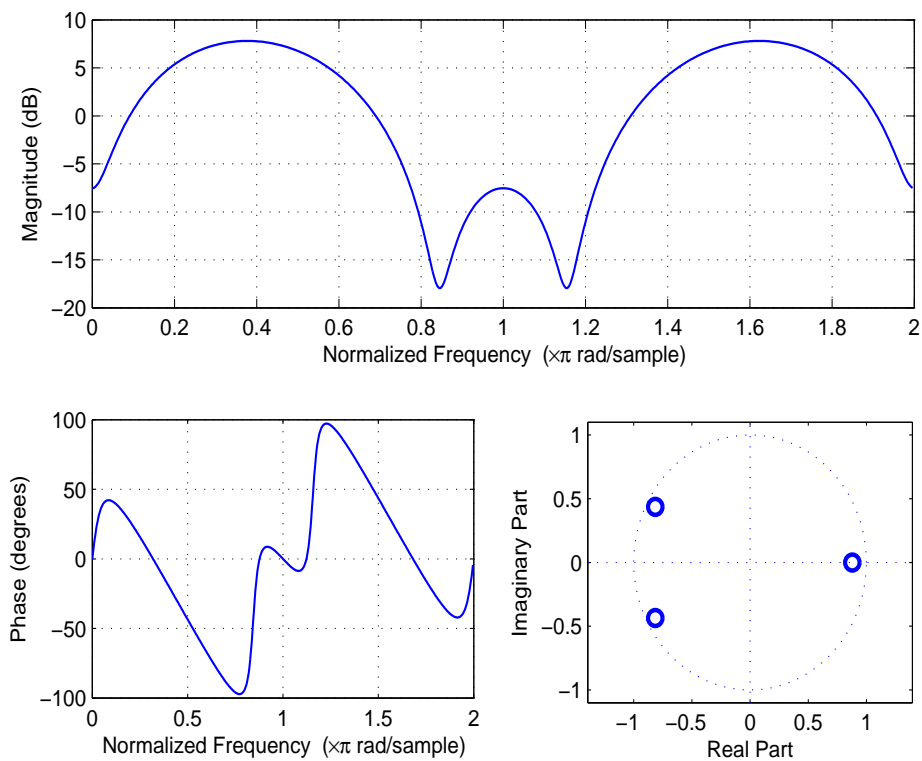 10
5
0
−5
−10
−15
−20
Magnitude (dB)
0 0.2 0.4 0.6 0.8 1 1.2 1.4 1.6 1.8 2
Normalized Frequency (×π rad/sample)
100
50
0
−50
−100
Phase (degrees)
0 0.5 1 1.5 2
Normalized Frequency (×π rad/sample)
1
0.5
0
−0.5
−1
Imaginary Part
−1 −0.5 0 0.5 1
Real Part